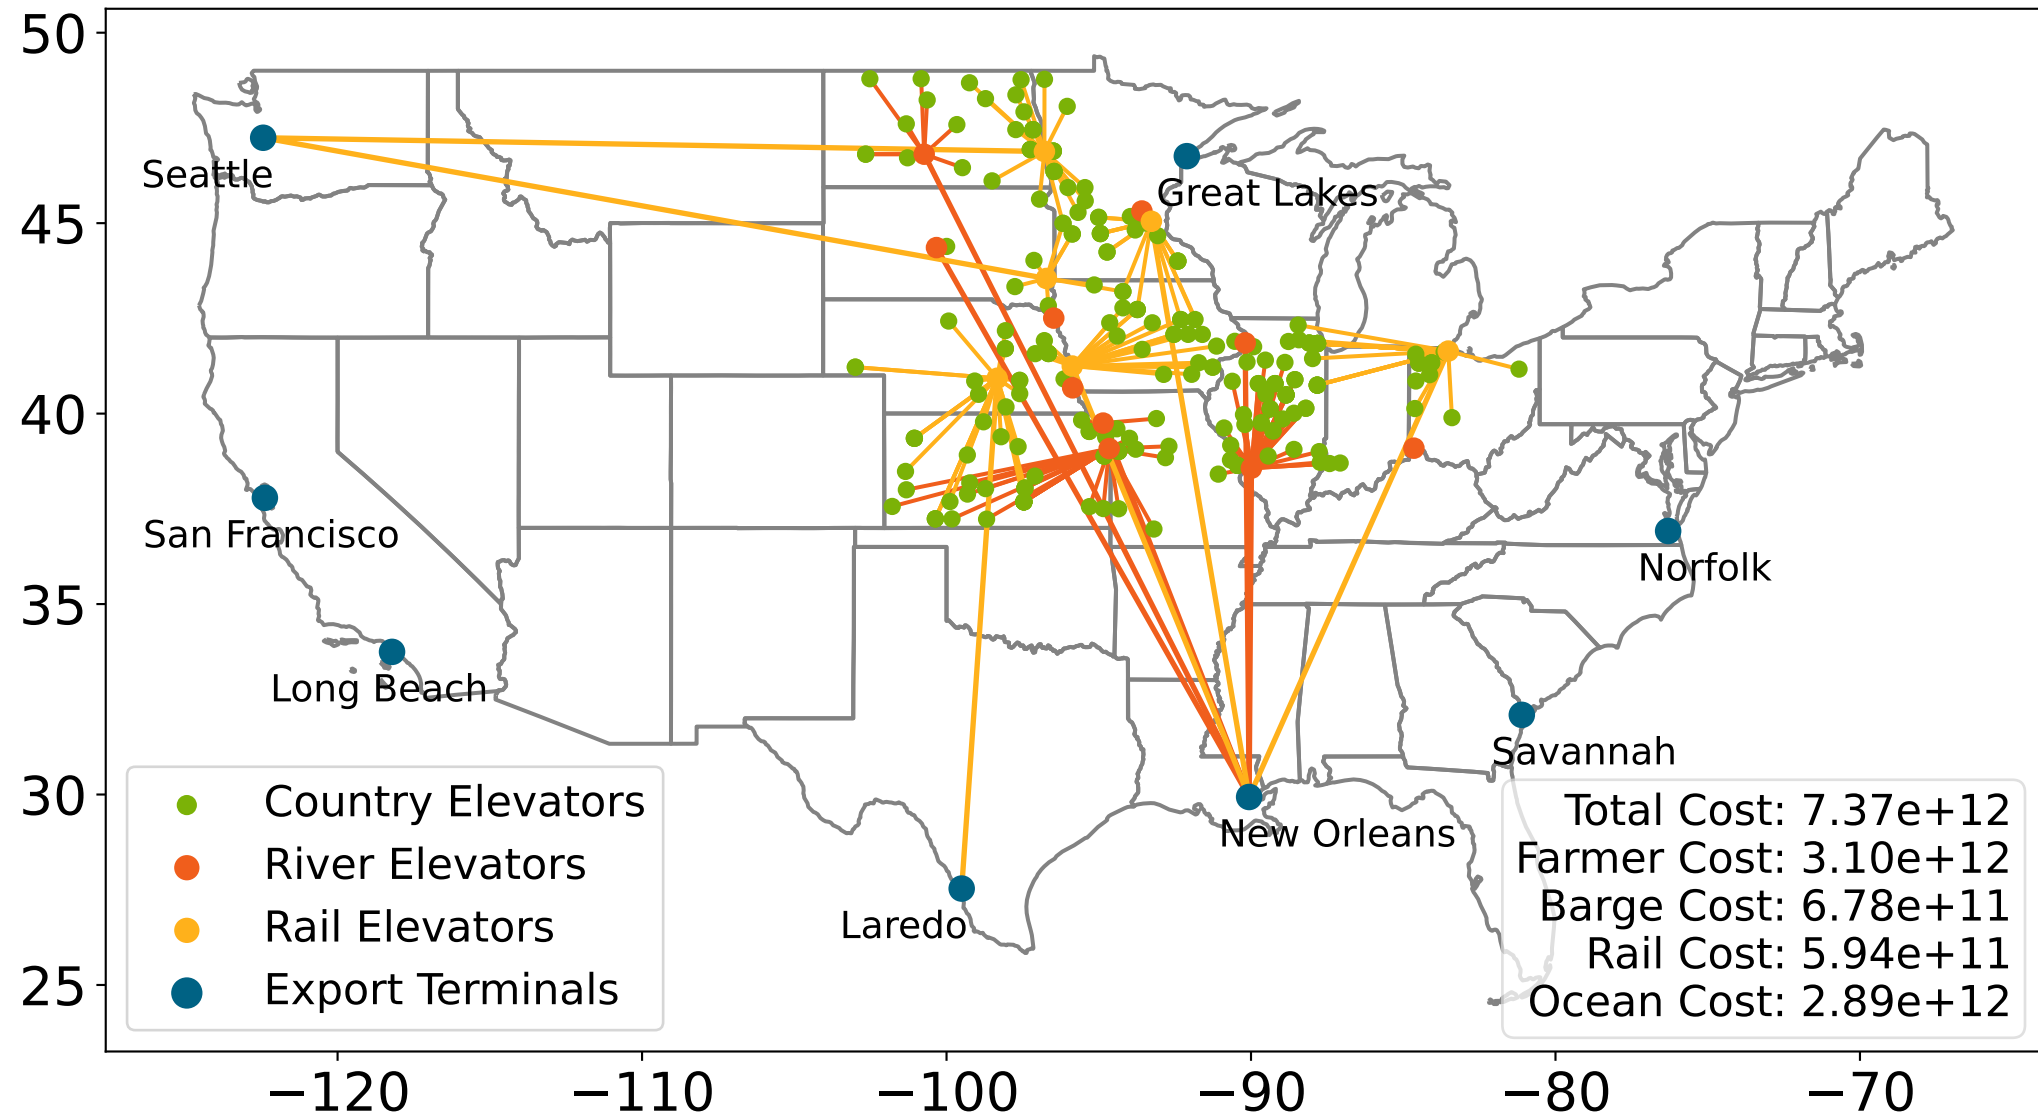 50
45
40
35
30
25
−120
−110
−100
−90
−80
−70
Seattle
Great Lakes
San Francisco
Norfolk
Long Beach
Savannah
New Orleans
Laredo
Country Elevators
River Elevators
Rail Elevators
Export Terminals
Total Cost: 7.37e+12
Farmer Cost: 3.10e+12
Barge Cost: 6.78e+11
Rail Cost: 5.94e+11
Ocean Cost: 2.89e+12